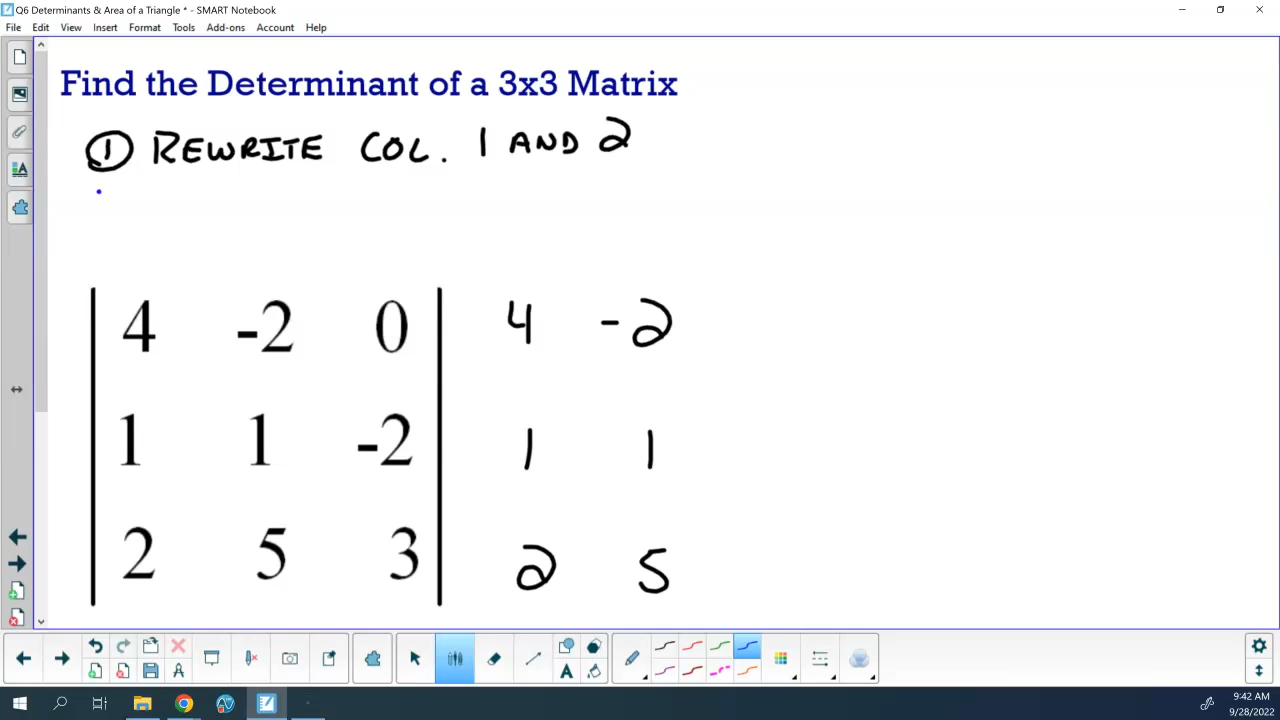 Q6 Determinants & Area of a Triangle * - SMART Notebook
File Edit View Insert Format Tools Add-ons Account Help
Find the Determinant of a 3x3 Matrix
① REWRITE COL. 1 AND 2
4 -2 0 4 -2
1 1 -2 1 1
2 5 3 2 5
9:42 AM
9/28/2022